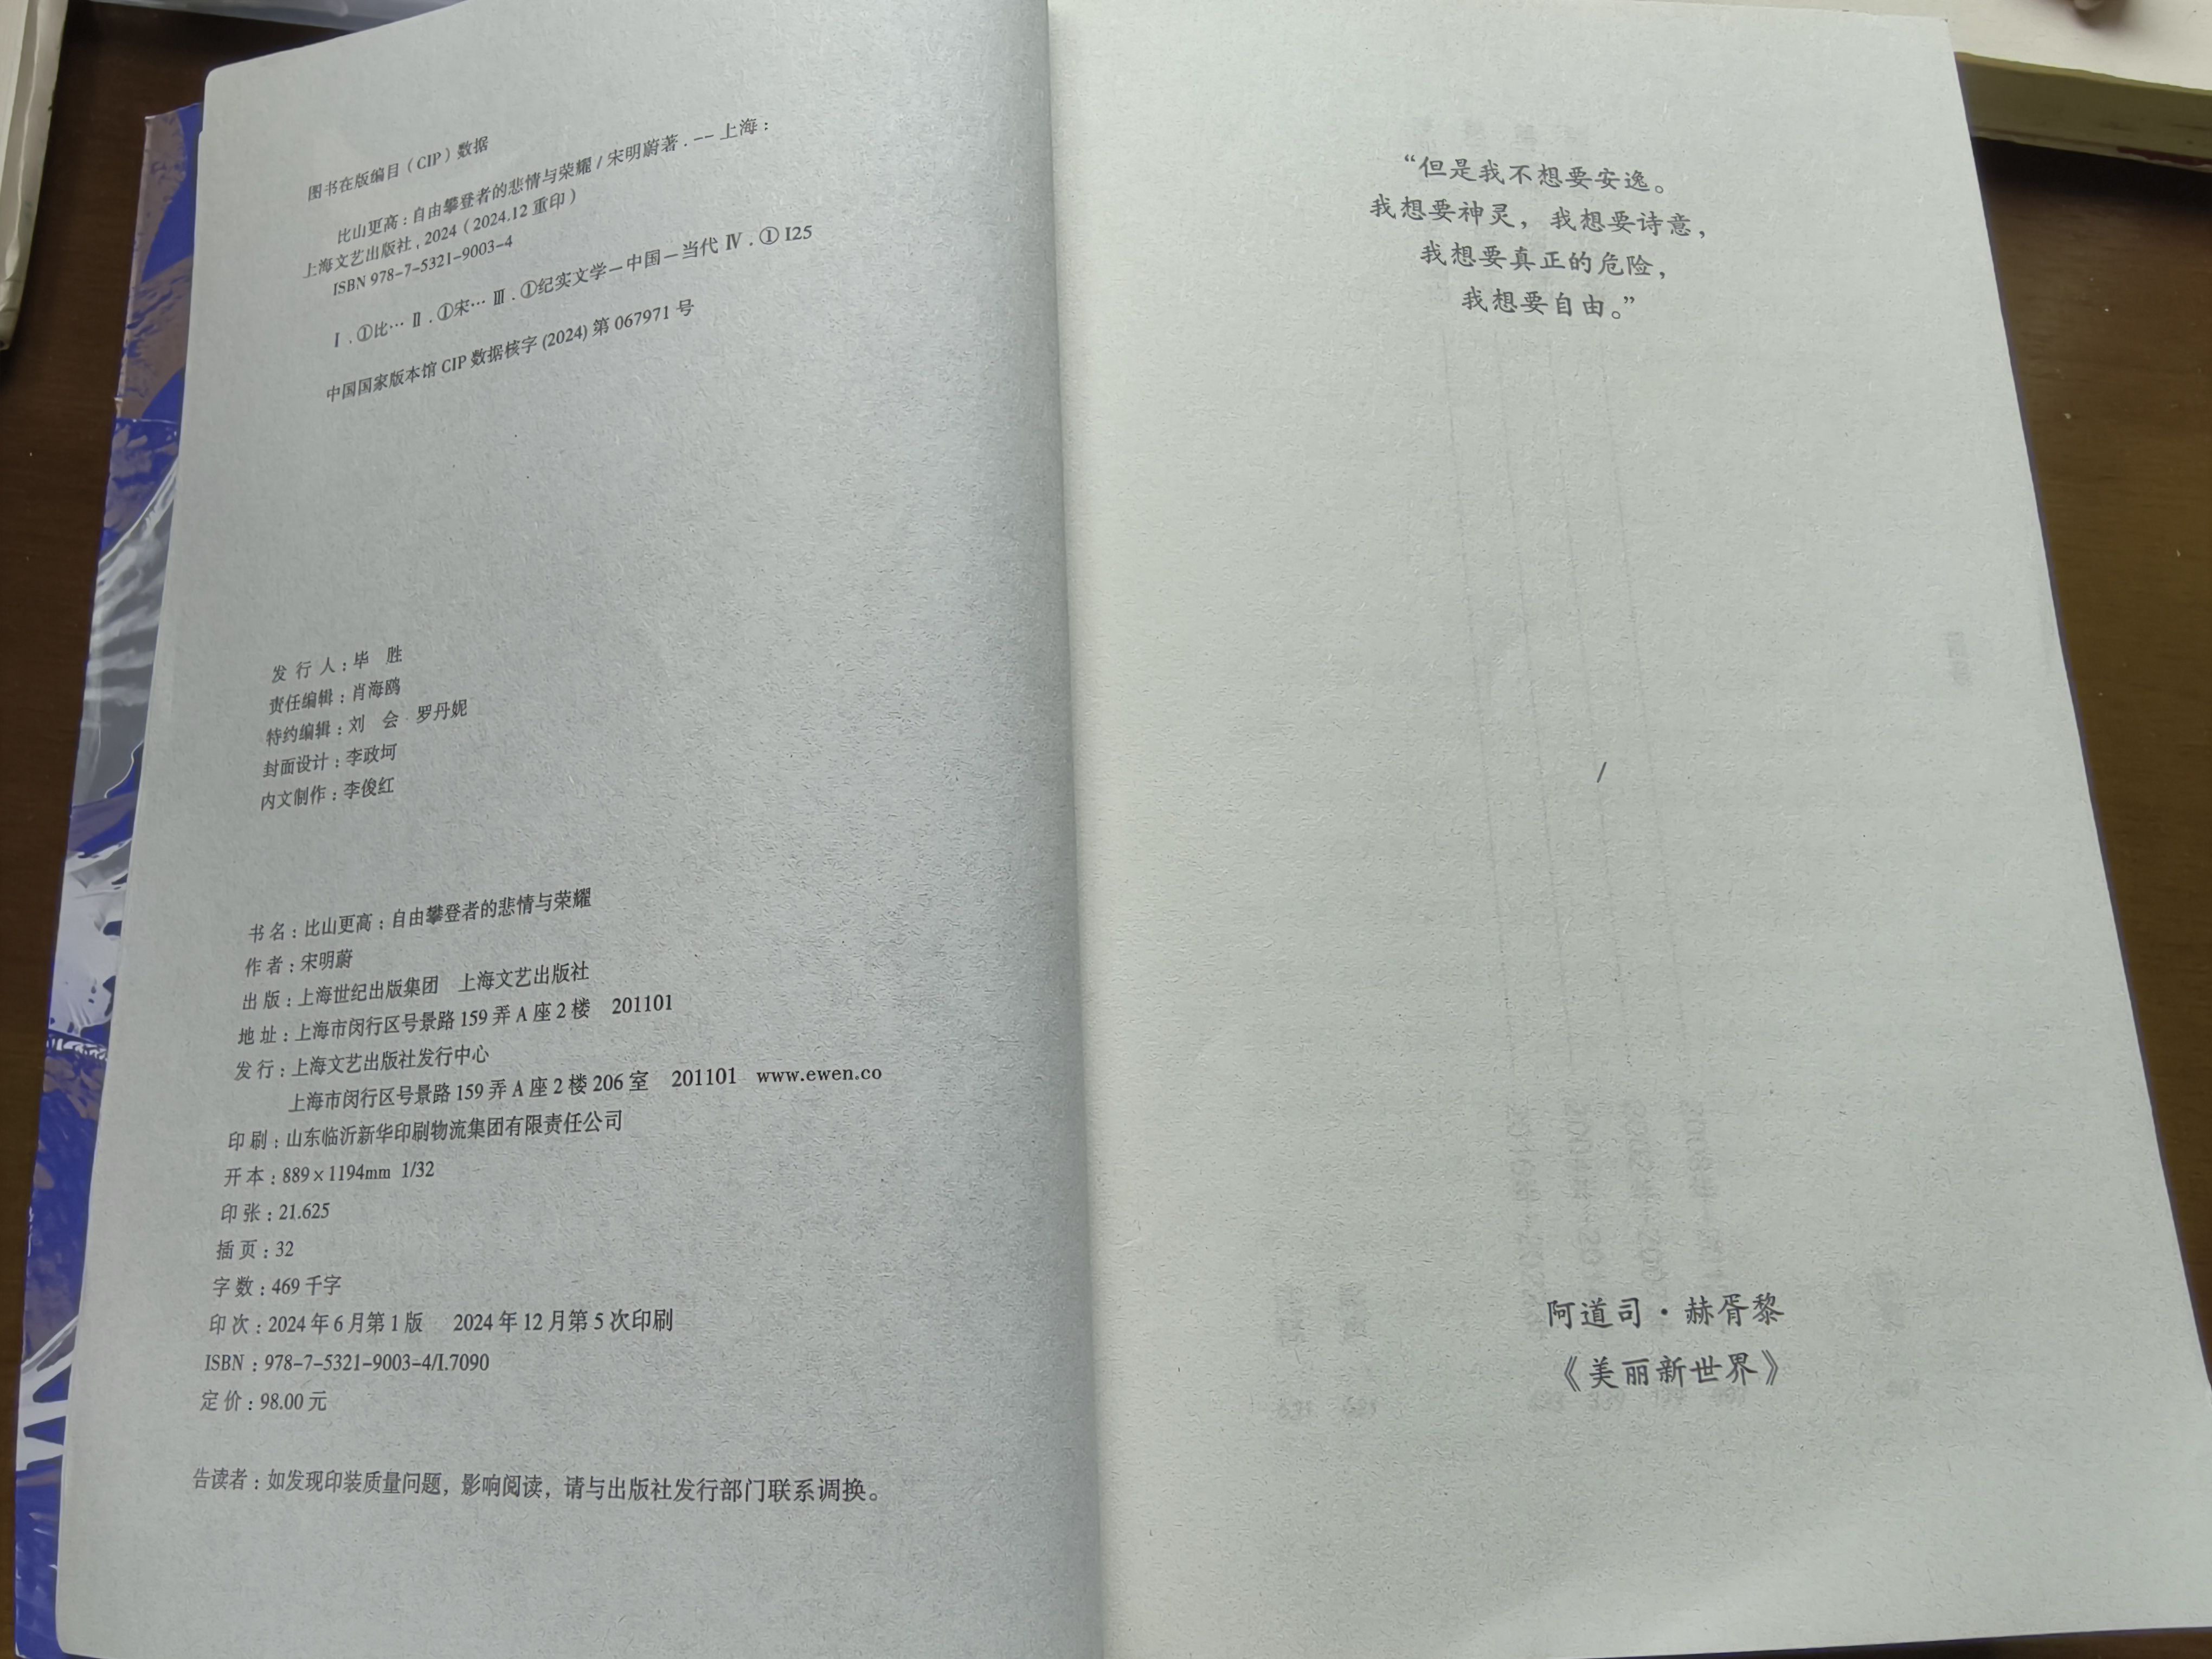 图书在版编目（CIP）数据
比山更高：自由攀登者的悲情与荣耀 / 宋明蔚著. -- 上海：
上海文艺出版社, 2024（2024.12 重印）
ISBN 978-7-5321-9003-4
Ⅰ. ①比… Ⅱ. ①宋… Ⅲ. ①纪实文学－中国－当代 Ⅳ. ①I25
中国国家版本馆 CIP 数据核字 (2024) 第 067971 号
发 行 人：毕　胜
责任编辑：肖海鸥
特约编辑：刘　会　罗丹妮
封面设计：李政坷
内文制作：李俊红
书 名：比山更高：自由攀登者的悲情与荣耀
作 者：宋明蔚
出 版：上海世纪出版集团　上海文艺出版社
地 址：上海市闵行区号景路 159 弄 A 座 2 楼　201101
发 行：上海文艺出版社发行中心
上海市闵行区号景路 159 弄 A 座 2 楼 206 室　201101　www.ewen.co
印 刷：山东临沂新华印刷物流集团有限责任公司
开 本：889×1194mm 1/32
印 张：21.625
插 页：32
字 数：469 千字
印 次：2024 年 6 月第 1 版　2024 年 12 月第 5 次印刷
ISBN：978-7-5321-9003-4/I.7090
定 价：98.00 元
告读者：如发现印装质量问题，影响阅读，请与出版社发行部门联系调换。
“但是我不想要安逸。
我想要神灵，我想要诗意，
我想要真正的危险，
我想要自由。”
/
阿道司·赫胥黎
《美丽新世界》